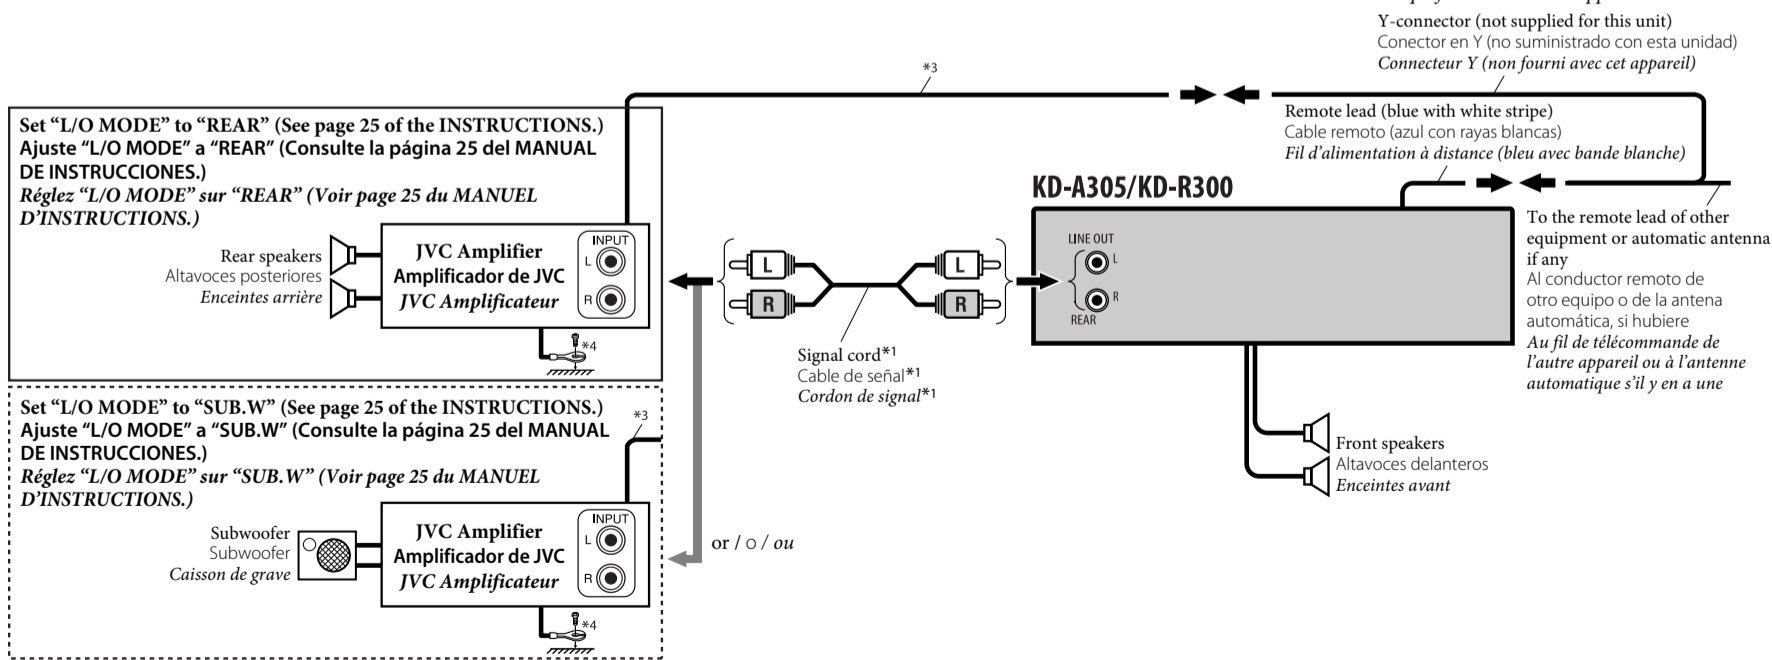 Y-connector (not supplied for this unit)
Conector en Y (no suministrado con esta unidad)
Connecteur Y (non fourni avec cet appareil)
*3
Remote lead (blue with white stripe)
Cable remoto (azul con rayas blancas)
Fil d'alimentation à distance (bleu avec bande blanche)
Set “L/O MODE” to “REAR” (See page 25 of the INSTRUCTIONS.)
Ajuste “L/O MODE” a “REAR” (Consulte la página 25 del MANUAL
DE INSTRUCCIONES.)
Réglez “L/O MODE” sur “REAR” (Voir page 25 du MANUEL
D'INSTRUCTIONS.)
Rear speakers
Altavoces posteriores
Enceintes arrière
JVC Amplifier
Amplificador de JVC
JVC Amplificateur
INPUT
L
R
*4
L
R
L
R
Signal cord*1
Cable de señal*1
Cordon de signal*1
KD-A305/KD-R300
LINE OUT
L
R
REAR
To the remote lead of other
equipment or automatic antenna
if any
Al conductor remoto de
otro equipo o de la antena
automática, si hubiere
Au fil de télécommande de
l'autre appareil ou à l'antenne
automatique s'il y en a une
Front speakers
Altavoces delanteros
Enceintes avant
Set “L/O MODE” to “SUB.W” (See page 25 of the INSTRUCTIONS.)
Ajuste “L/O MODE” a “SUB.W” (Consulte la página 25 del MANUAL
DE INSTRUCCIONES.)
Réglez “L/O MODE” sur “SUB.W” (Voir page 25 du MANUEL
D'INSTRUCTIONS.)
*3
Subwoofer
Subwoofer
Caisson de grave
JVC Amplifier
Amplificador de JVC
JVC Amplificateur
INPUT
L
R
*4
or / o / ou